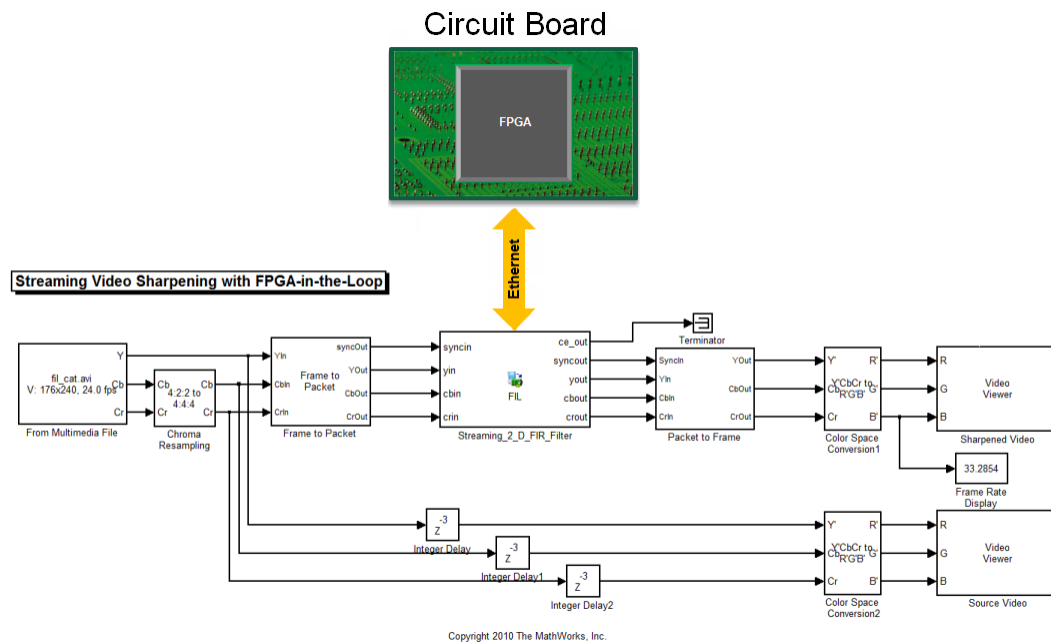 Circuit Board
FPGA
Ethernet
Streaming Video Sharpening with FPGA-in-the-Loop
fil_cat.avi
V: 176x240, 24.0 fps
Y
Cb
Cr
From Multimedia File
Cb
Cr
4:2:2 to
4:4:4
Cb
Cr
Chroma
Resampling
YIn
CbIn
CrIn
Frame to
Packet
syncOut
YOut
CbOut
CrOut
Frame to Packet
syncin
yin
cbin
crin
FIL
ce_out
syncout
yout
cbout
crout
Streaming_2_D_FIR_Filter
Terminator
SyncIn
YIn
CbIn
CrIn
YOut
CbOut
CrOut
Packet to Frame
Y'
Cb
Cr
Y'CbCr to
R'G'B'
R'
G'
B'
Color Space
Conversion1
R
G
B
Video
Viewer
Sharpened Video
33.2854
Frame Rate
Display
-3
Z
Integer Delay
-3
Z
Integer Delay1
-3
Z
Integer Delay2
Y'
Cb
Cr
Y'CbCr to
R'G'B'
R'
G'
B'
Color Space
Conversion2
R
G
B
Video
Viewer
Source Video
Copyright 2010 The MathWorks, Inc.